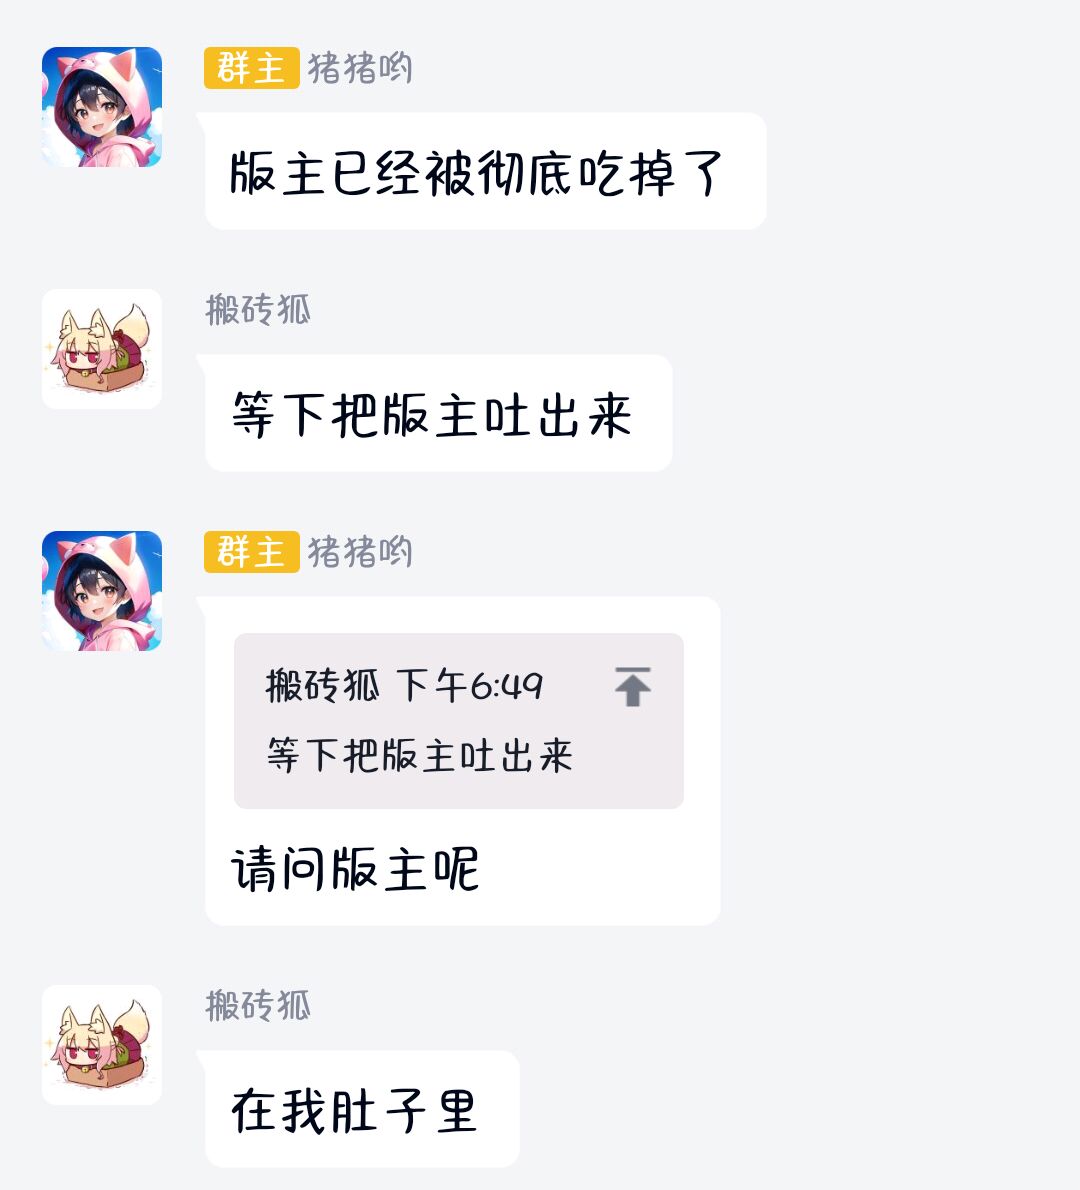 群主 猪猪哟
版主已经被彻底吃掉了
搬砖狐
等下把版主吐出来
群主 猪猪哟
搬砖狐 下午6:49
等下把版主吐出来
请问版主呢
搬砖狐
在我肚子里